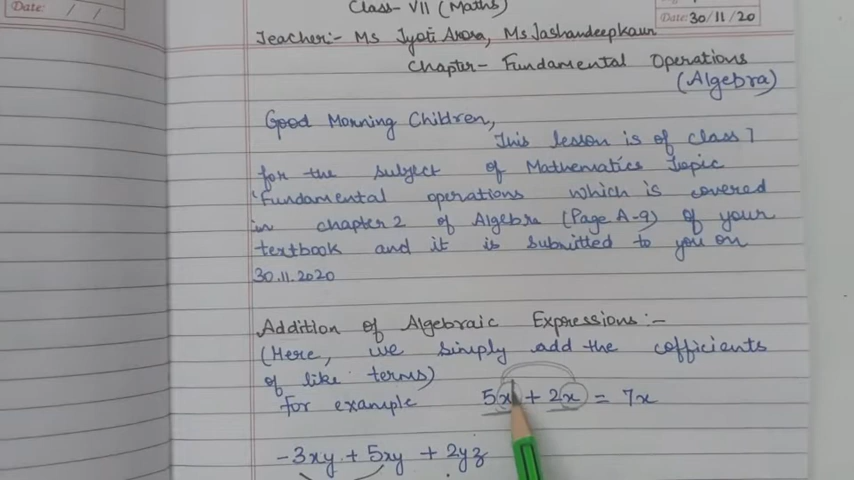 Date: / /
Class- VII (Maths)
Date: 30/11/20
Teacher:- Ms Jyoti Arora, Ms Jashandeepkaur
Chapter- Fundamental Operations
(Algebra)
Good Morning Children,
This lesson is of class 7
for the subject of Mathematics Topic
'Fundamental operations which is covered
in chapter 2 of Algebra (Page A-9) of your
textbook and it is submitted to you on
30.11.2020
Addition of Algebraic Expressions:-
(Here, we simply add the cofficients
of like terms)
for example 5x + 2x = 7x
-3xy + 5xy + 2yz